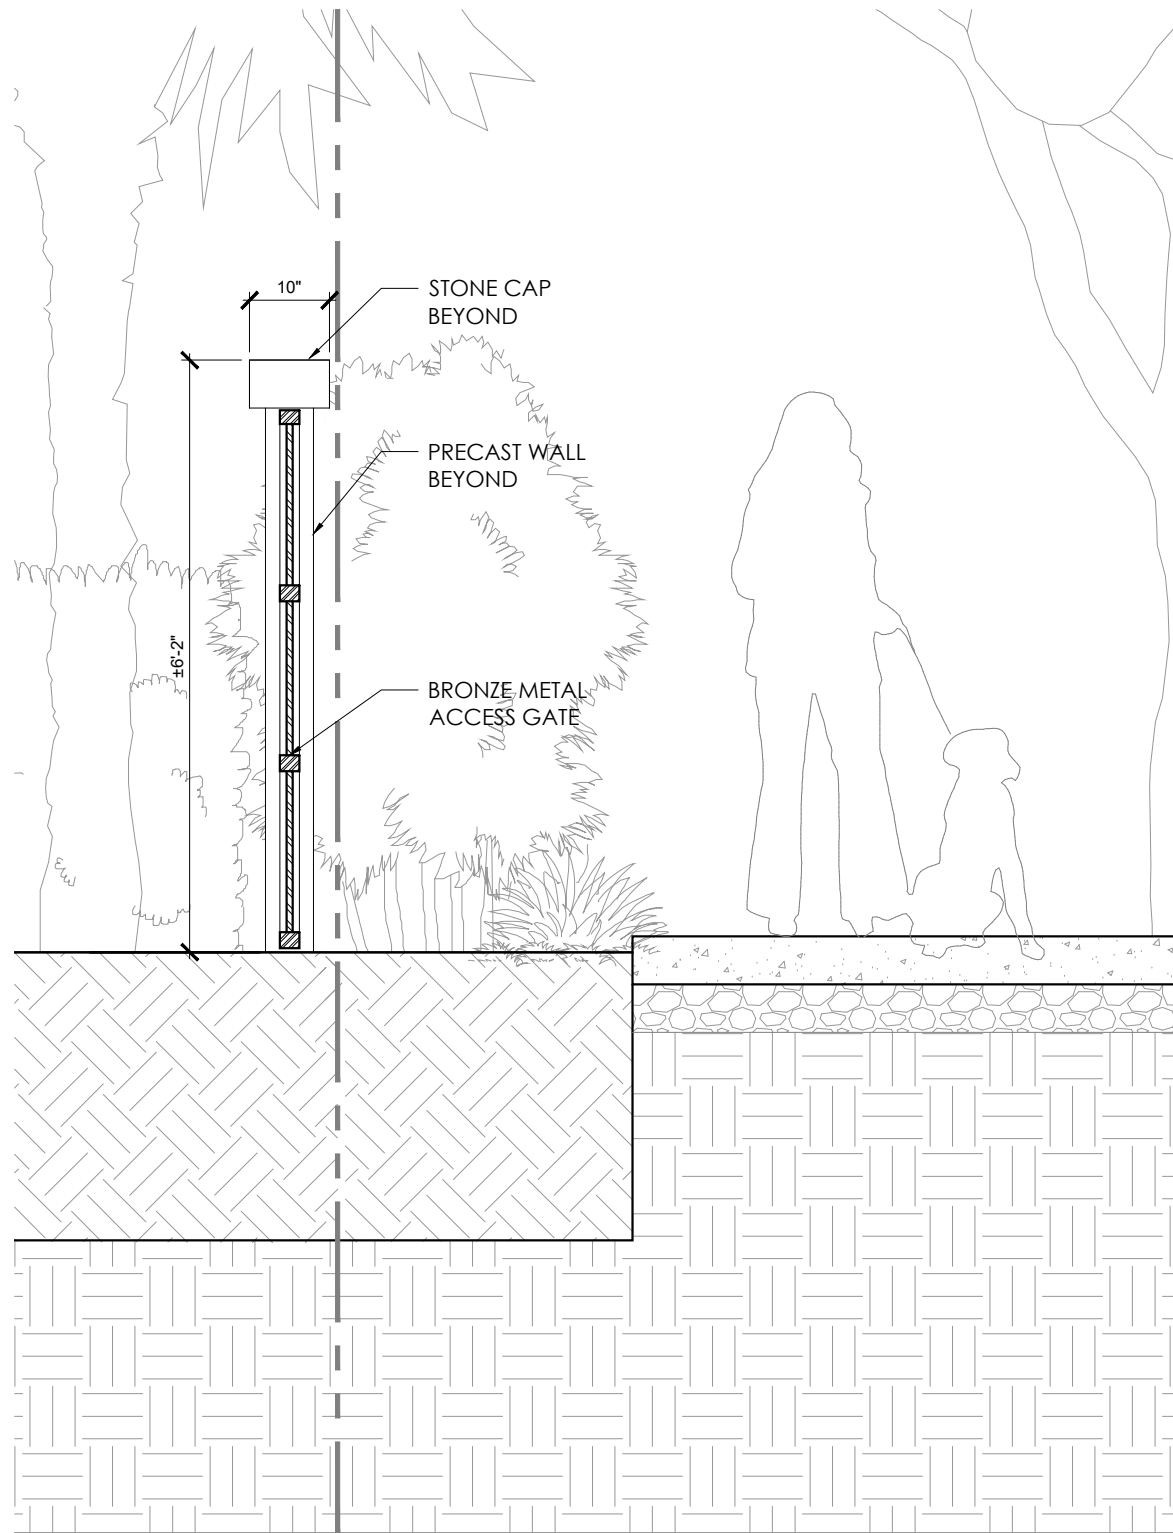 10"
STONE CAP
BEYOND
PRECAST WALL
BEYOND
±6'-2"
BRONZE METAL
ACCESS GATE